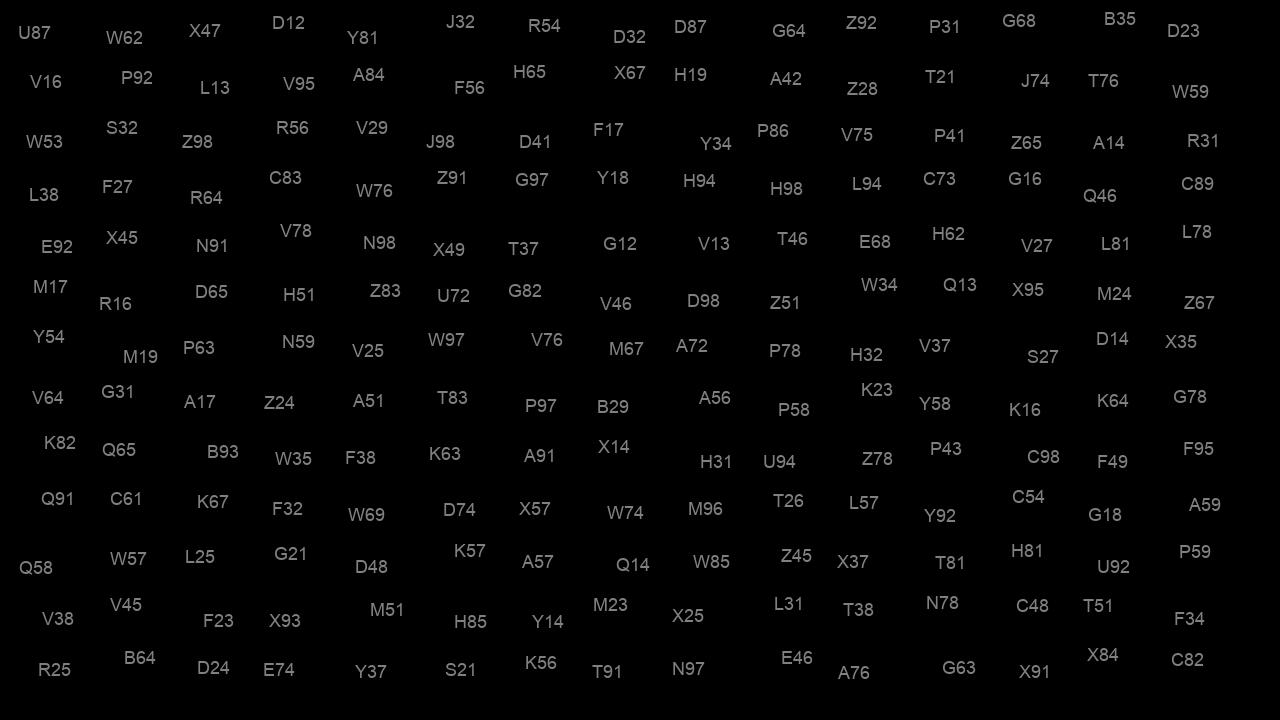 U87 W62 X47 D12 Y81 J32 R54 D32 D87 G64 Z92 P31 G68 B35 D23
V16 P92 L13 V95 A84 F56 H65 X67 H19 A42 Z28 T21 J74 T76 W59
W53 S32 Z98 R56 V29 J98 D41 F17 Y34 P86 V75 P41 Z65 A14 R31
L38 F27 R64 C83 W76 Z91 G97 Y18 H94 H98 L94 C73 G16 Q46 C89
E92 X45 N91 V78 N98 X49 T37 G12 V13 T46 E68 H62 V27 L81 L78
M17 R16 D65 H51 Z83 U72 G82 V46 D98 Z51 W34 Q13 X95 M24 Z67
Y54 M19 P63 N59 V25 W97 V76 M67 A72 P78 H32 V37 S27 D14 X35
V64 G31 A17 Z24 A51 T83 P97 B29 A56 P58 K23 Y58 K16 K64 G78
K82 Q65 B93 W35 F38 K63 A91 X14 H31 U94 Z78 P43 C98 F49 F95
Q91 C61 K67 F32 W69 D74 X57 W74 M96 T26 L57 Y92 C54 G18 A59
Q58 W57 L25 G21 D48 K57 A57 Q14 W85 Z45 X37 T81 H81 U92 P59
V38 V45 F23 X93 M51 H85 Y14 M23 X25 L31 T38 N78 C48 T51 F34
R25 B64 D24 E74 Y37 S21 K56 T91 N97 E46 A76 G63 X91 X84 C82